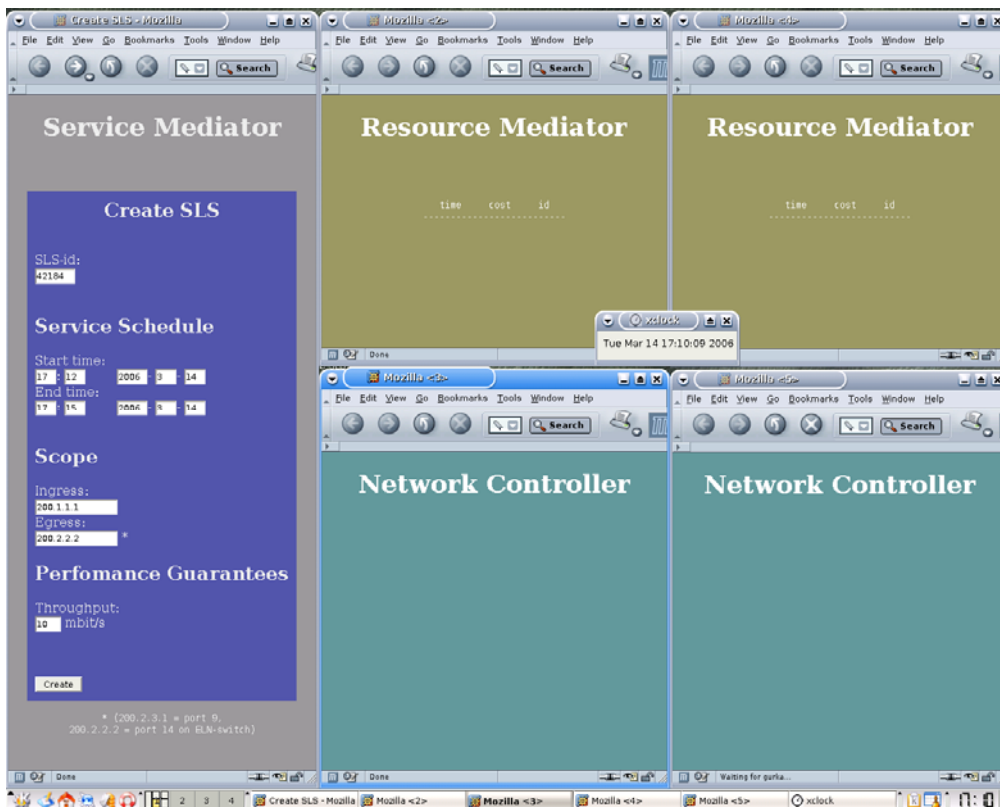 Create SLS - Mozilla
File Edit View Go Bookmarks Tools Window Help
Search
Service Mediator
Create SLS
SLS-id:
42184
Service Schedule
Start time:
17 : 12 2006 - 3 - 14
End time:
17 : 15 2006 - 3 - 14
Scope
Ingress:
200.1.1.1
Egress:
200.2.2.2 *
Perfomance Guarantees
Throughput:
10 mbit/s
Create
* (200.2.3.1 = port 9,
200.2.2.2 = port 14 on ELN-switch)
Done
Mozilla <2>
File Edit View Go Bookmarks Tools Window Help
Search
Resource Mediator
time cost id
Done
Mozilla <4>
File Edit View Go Bookmarks Tools Window Help
Search
Resource Mediator
time cost id
xclock
Tue Mar 14 17:10:09 2006
Mozilla <3>
File Edit View Go Bookmarks Tools Window Help
Search
Network Controller
Done
Mozilla <5>
File Edit View Go Bookmarks Tools Window Help
Search
Network Controller
Waiting for gurka...
2 3 4 Create SLS - Mozilla Mozilla <2> Mozilla <3> Mozilla <4> Mozilla <5> xclock